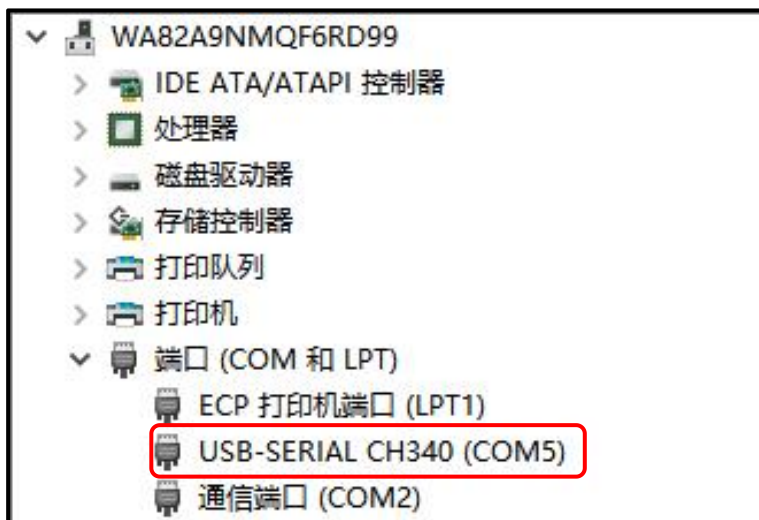 WA82A9NMQF6RD99
IDE ATA/ATAPI 控制器
处理器
磁盘驱动器
存储控制器
打印队列
打印机
端口 (COM 和 LPT)
ECP 打印机端口 (LPT1)
USB-SERIAL CH340 (COM5)
通信端口 (COM2)